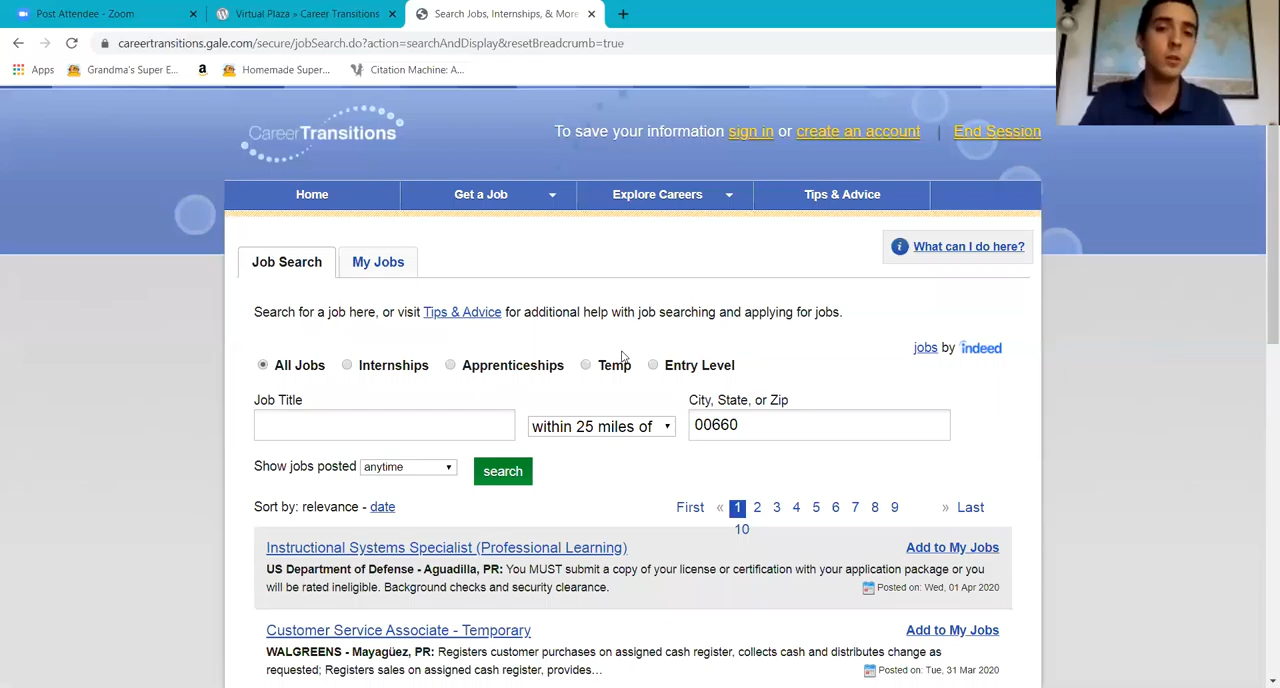 Post Attendee - Zoom
Virtual Plaza » Career Transitions
Search Jobs, Internships, & More
careertransitions.gale.com/secure/jobSearch.do?action=searchAndDisplay&resetBreadcrumb=true
Apps
Grandma's Super E...
Homemade Super...
Citation Machine: A...
CareerTransitions
To save your information sign in or create an account | End Session
Home
Get a Job
Explore Careers
Tips & Advice
What can I do here?
Job Search
My Jobs
Search for a job here, or visit Tips & Advice for additional help with job searching and applying for jobs.
jobs by indeed
All Jobs
Internships
Apprenticeships
Temp
Entry Level
Job Title
City, State, or Zip
within 25 miles of
00660
Show jobs posted
anytime
search
Sort by: relevance - date
First « 1 2 3 4 5 6 7 8 9 » Last
10
Instructional Systems Specialist (Professional Learning)
Add to My Jobs
US Department of Defense - Aguadilla, PR: You MUST submit a copy of your license or certification with your application package or you
will be rated ineligible. Background checks and security clearance.
Posted on: Wed, 01 Apr 2020
Customer Service Associate - Temporary
Add to My Jobs
WALGREENS - Mayagüez, PR: Registers customer purchases on assigned cash register, collects cash and distributes change as
requested; Registers sales on assigned cash register, provides...
Posted on: Tue, 31 Mar 2020